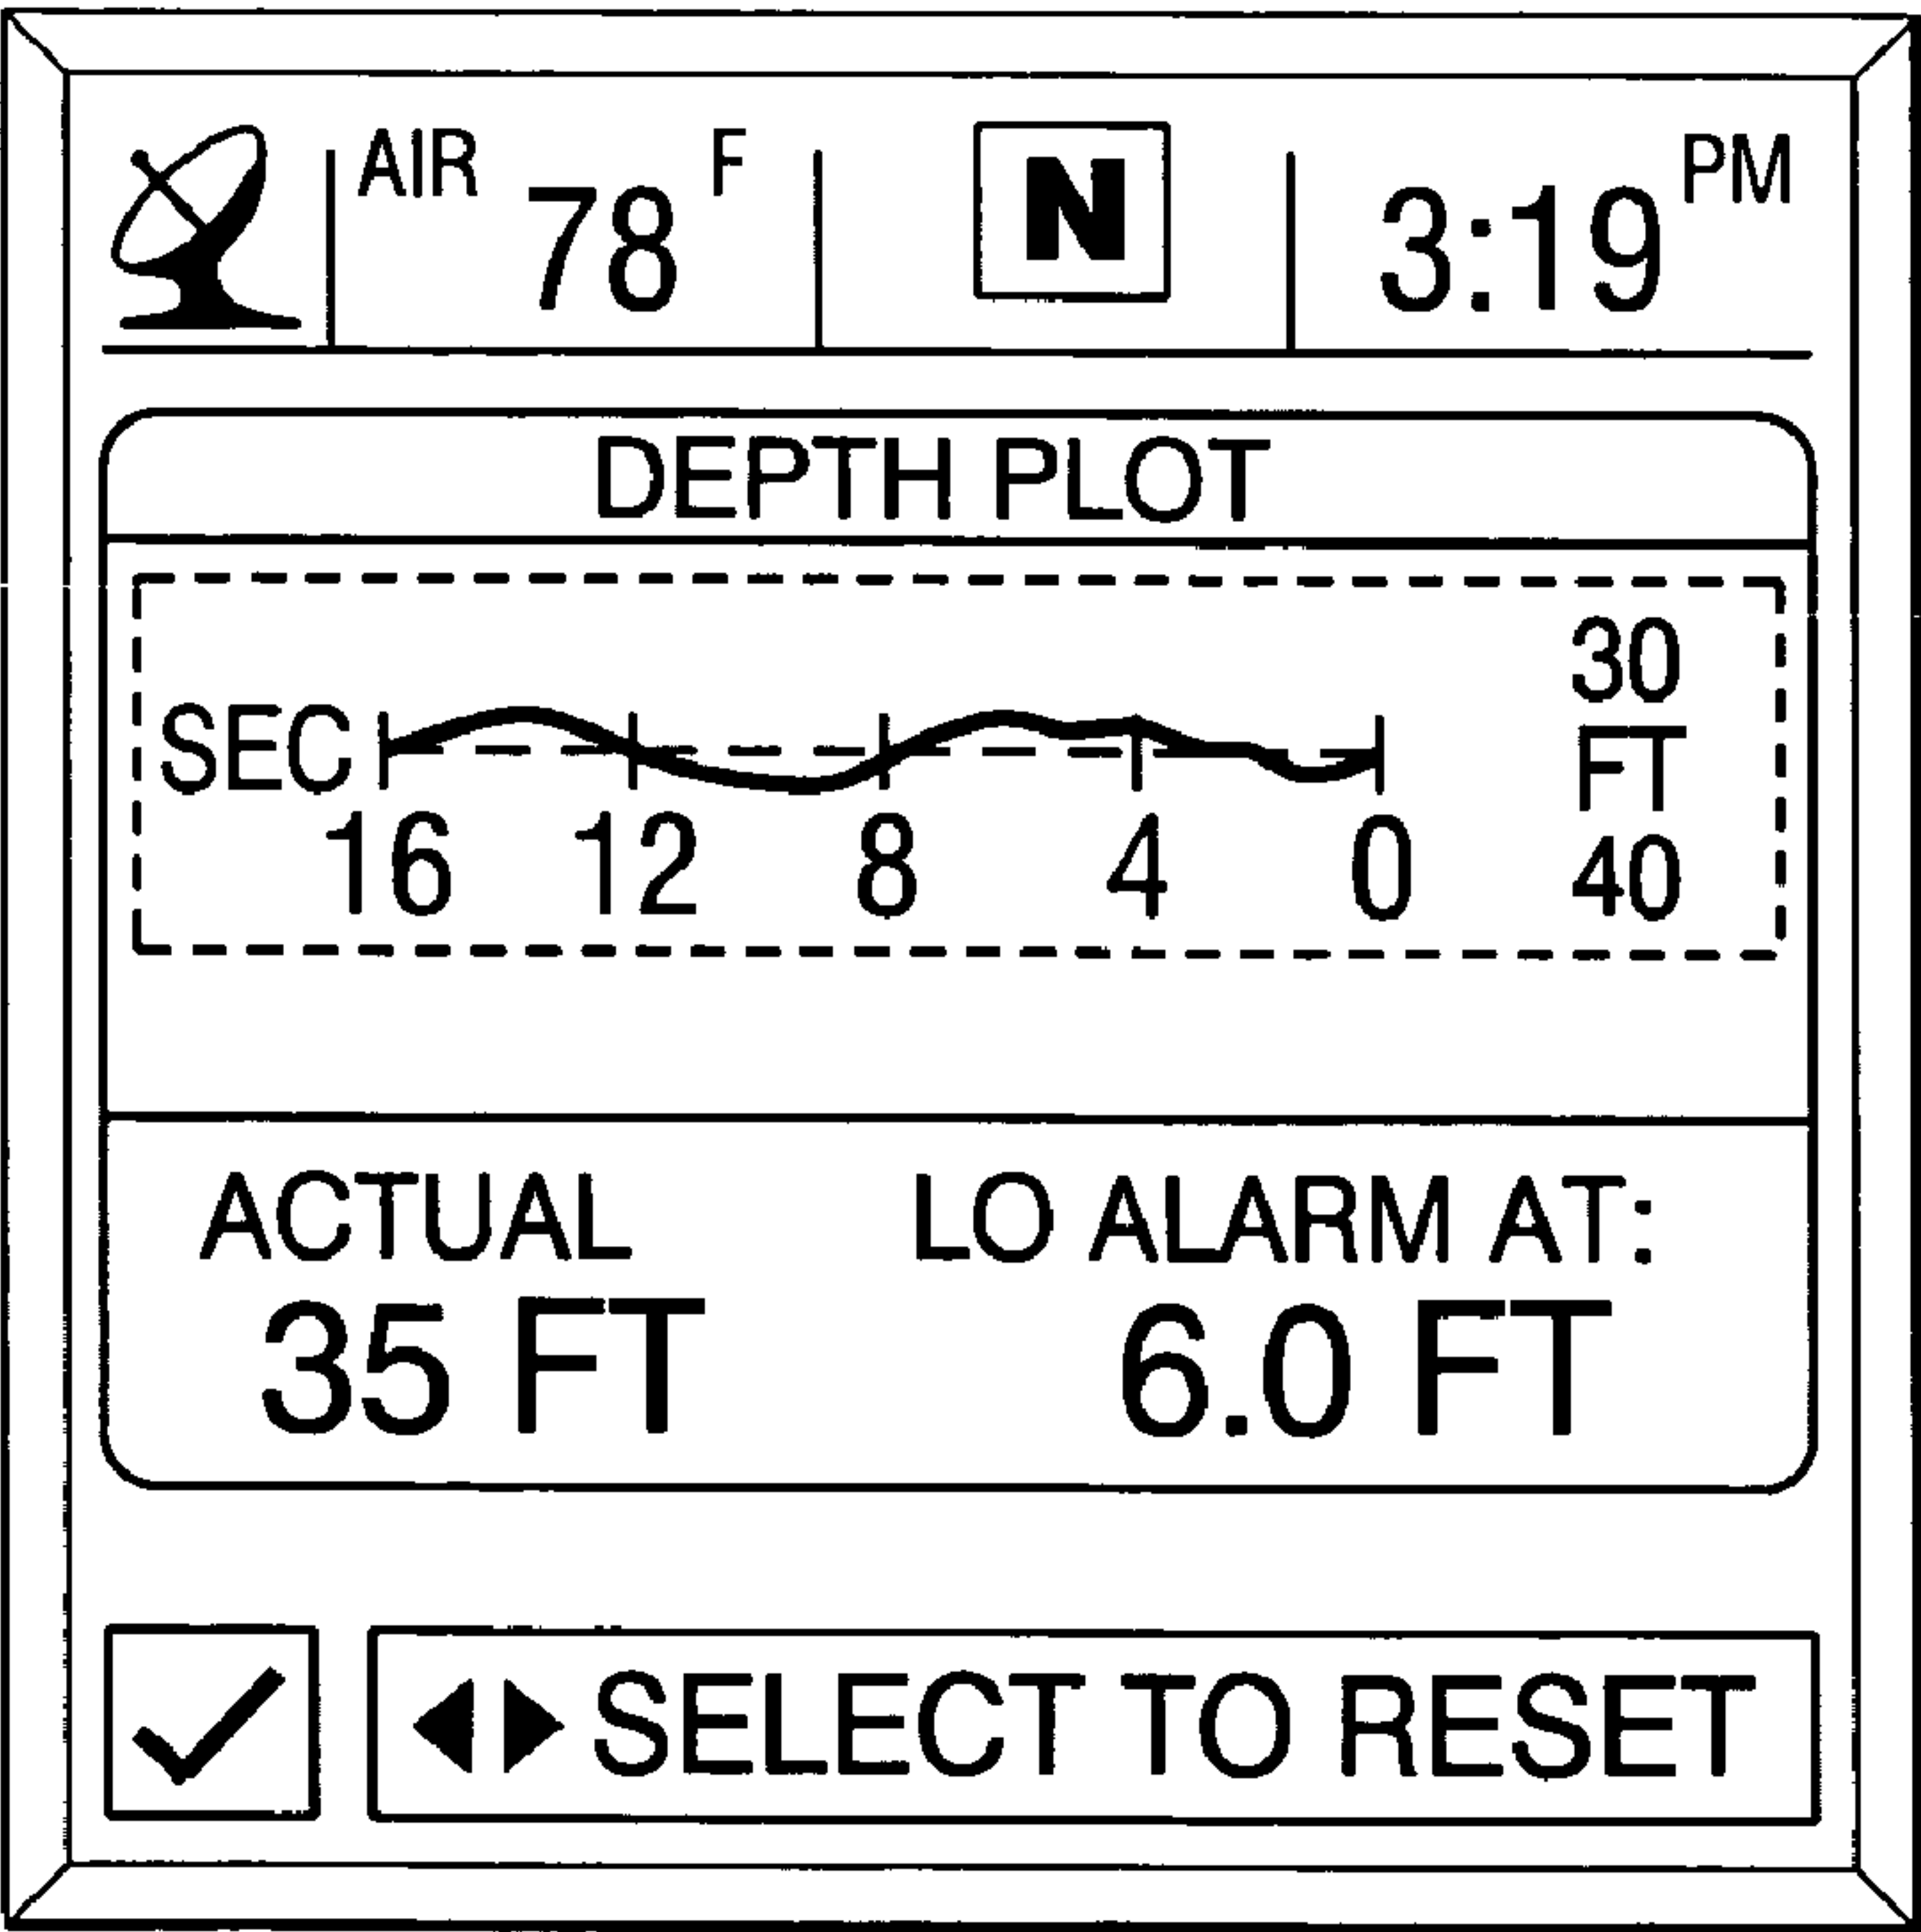 AIR 78 F N 3:19 PM
DEPTH PLOT
30
SEC FT
16 12 8 4 0 40
ACTUAL LO ALARM AT:
35 FT 6.0 FT
SELECT TO RESET